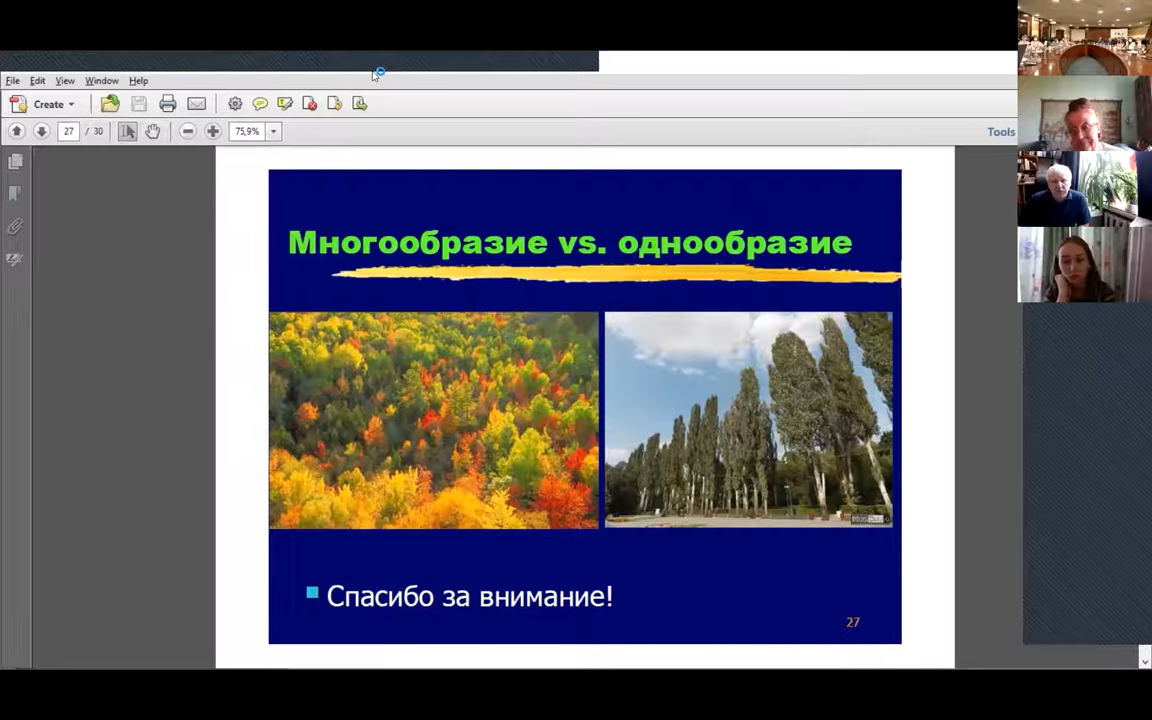 File Edit View Window Help
Create
27 / 30 75,9%
Tools
Многообразие vs. однообразие
Спасибо за внимание!
27